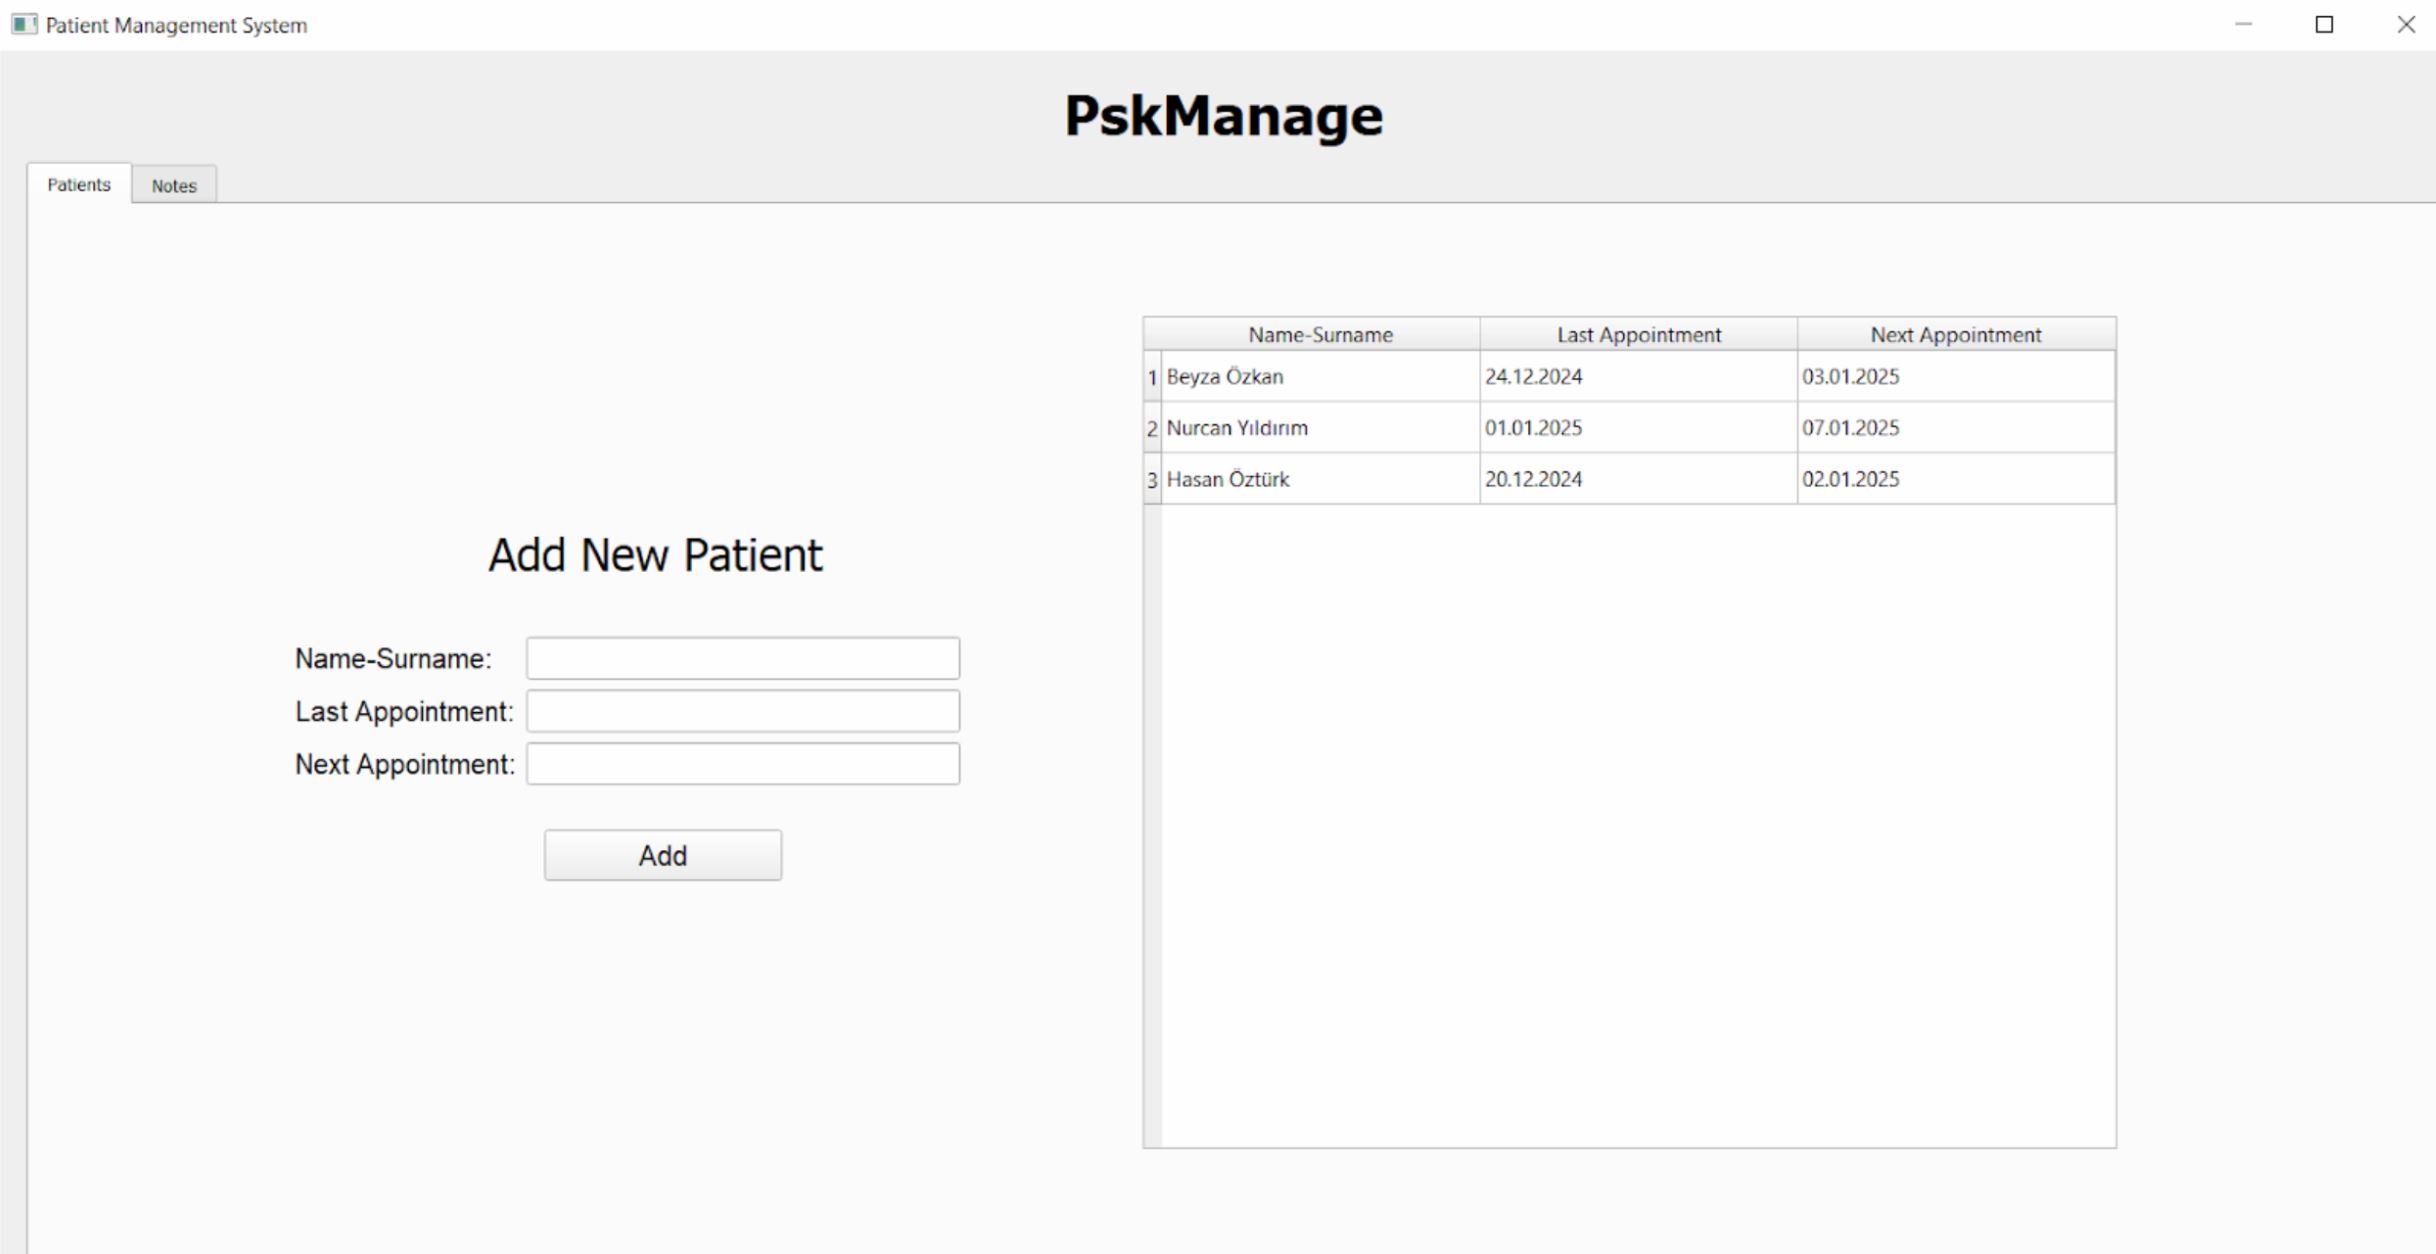 Patient Management System
PskManage
Patients Notes
Add New Patient
Name-Surname:
Last Appointment:
Next Appointment:
Add
Name-Surname Last Appointment Next Appointment
1 Beyza Özkan 24.12.2024 03.01.2025
2 Nurcan Yıldırım 01.01.2025 07.01.2025
3 Hasan Öztürk 20.12.2024 02.01.2025